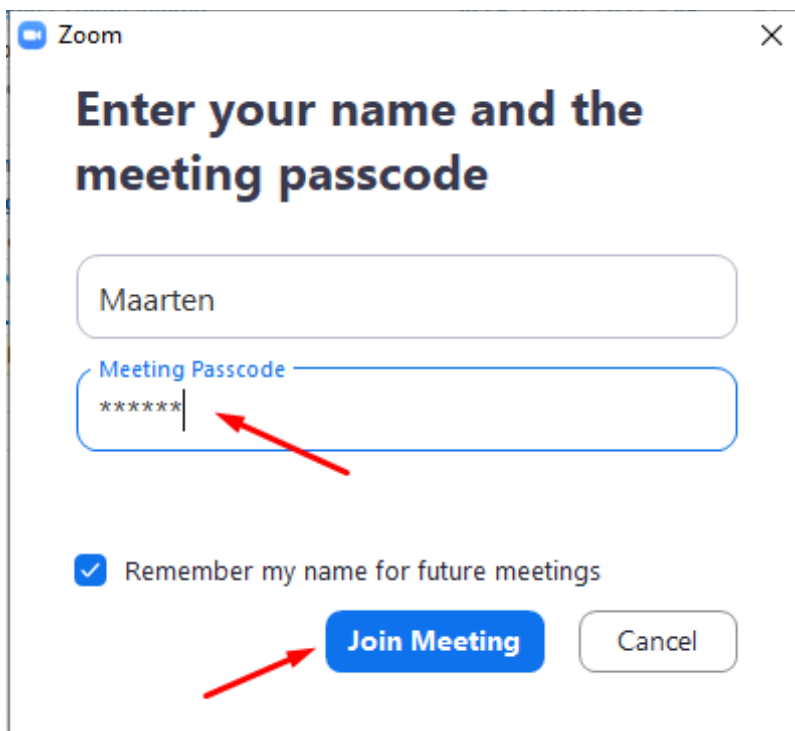 Zoom
Enter your name and the
meeting passcode
Maarten
Meeting Passcode
******
Remember my name for future meetings
Join Meeting
Cancel